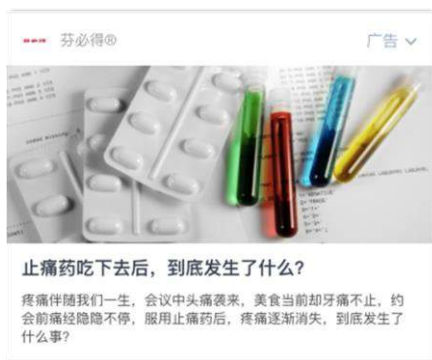 芬必得®
广告
止痛药吃下去后，到底发生了什么？
疼痛伴随我们一生，会议中头痛袭来，美食当前却牙痛不止，约
会前痛经隐隐不停，服用止痛药后，疼痛逐渐消失，到底发生了
什么事？